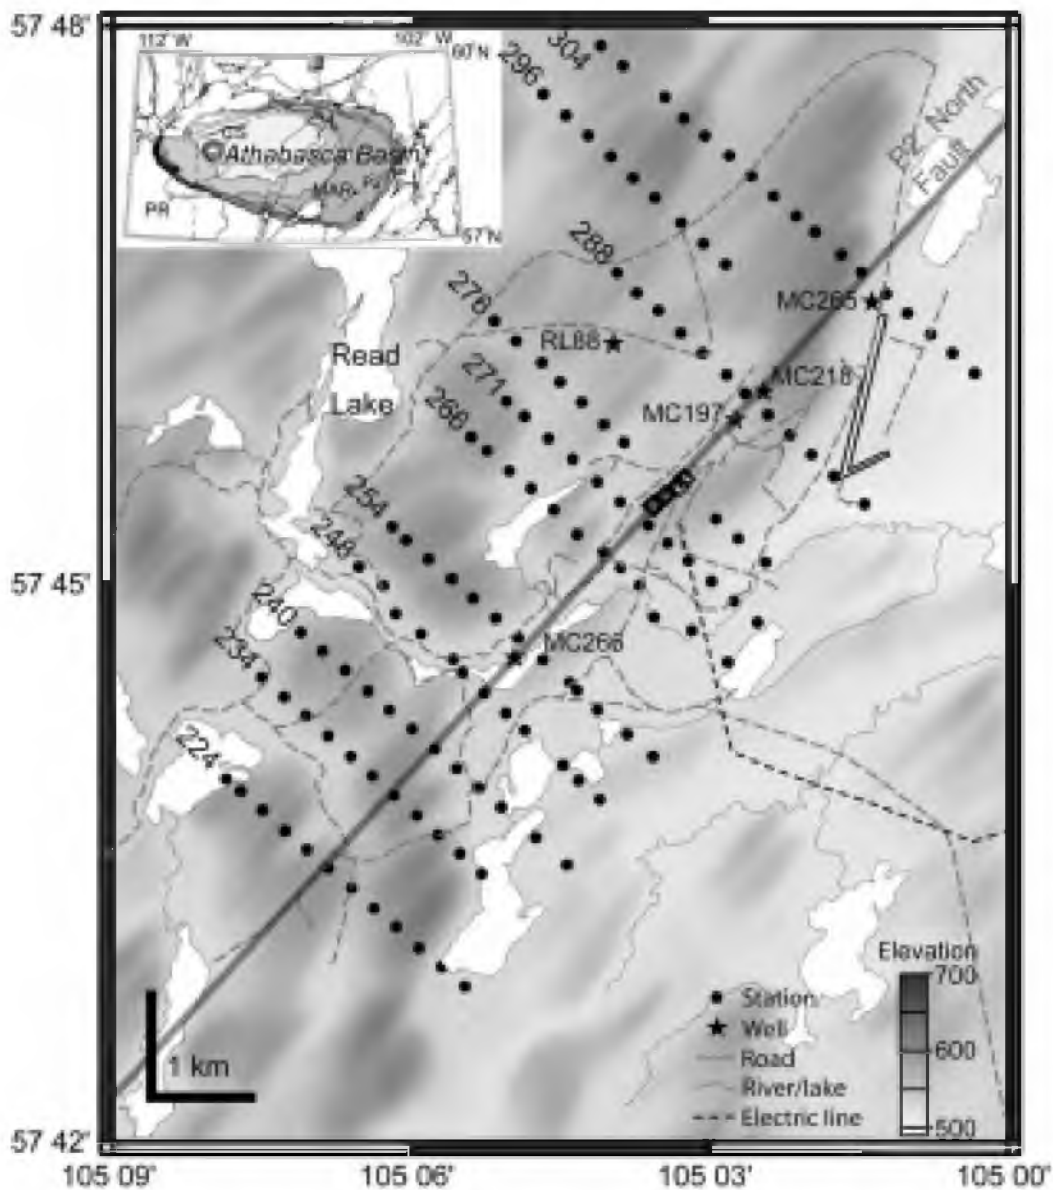 57 48'
112° W
102° W
60°N
304
296
P2 North
Fault
Athabasca Basin
MAR
PR
57°N
288
276
MC265
RL88
Read
Lake
271
MC218
266
MC197
254
248
57 45'
240
MC266
234
224
Elevation
700
Station
Well
600
Road
1 km
River/lake
Electric line
500
57 42'
105 09'
105 06'
105 03'
105 00'